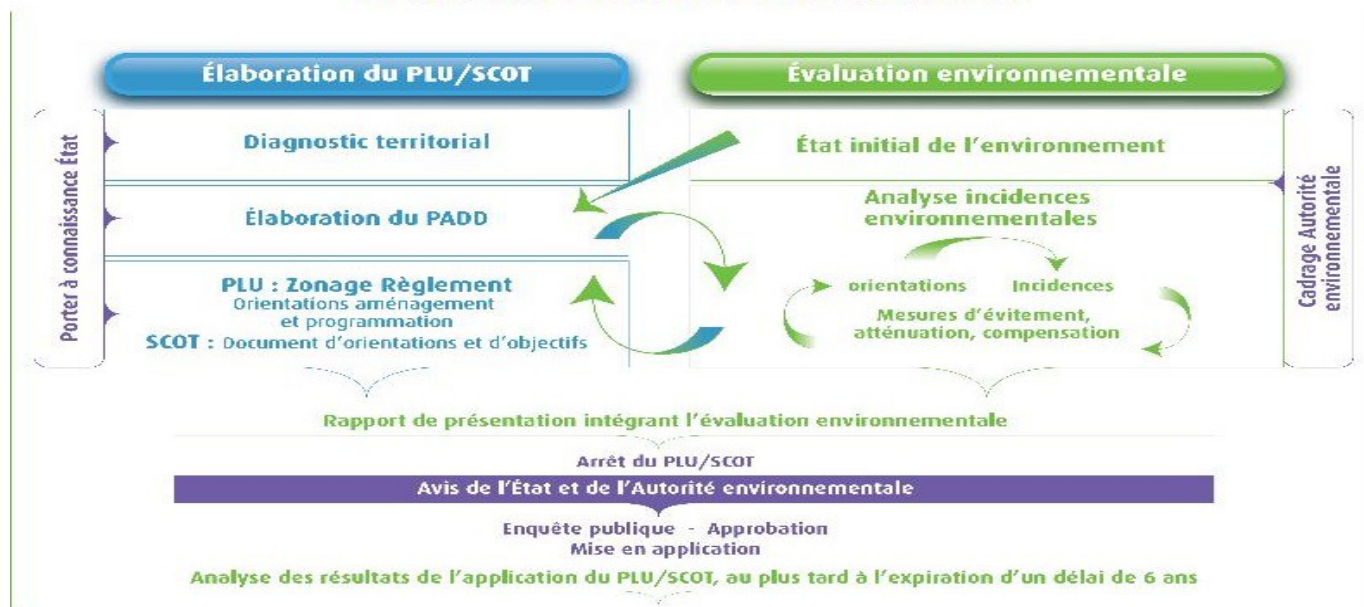 Élaboration du PLU/SCOT
Évaluation environnementale
Porter à connaissance État
Diagnostic territorial
Élaboration du PADD
PLU : Zonage Règlement
Orientations aménagement
et programmation
SCOT : Document d'orientations et d'objectifs
État initial de l'environnement
Analyse incidences
environnementales
orientations
Incidences
Mesures d'évitement,
atténuation, compensation
Cadrage Autorité
environnementale
Rapport de présentation intégrant l'évaluation environnementale
Arrêt du PLU/SCOT
Avis de l'État et de l'Autorité environnementale
Enquête publique - Approbation
Mise en application
Analyse des résultats de l'application du PLU/SCOT, au plus tard à l'expiration d'un délai de 6 ans